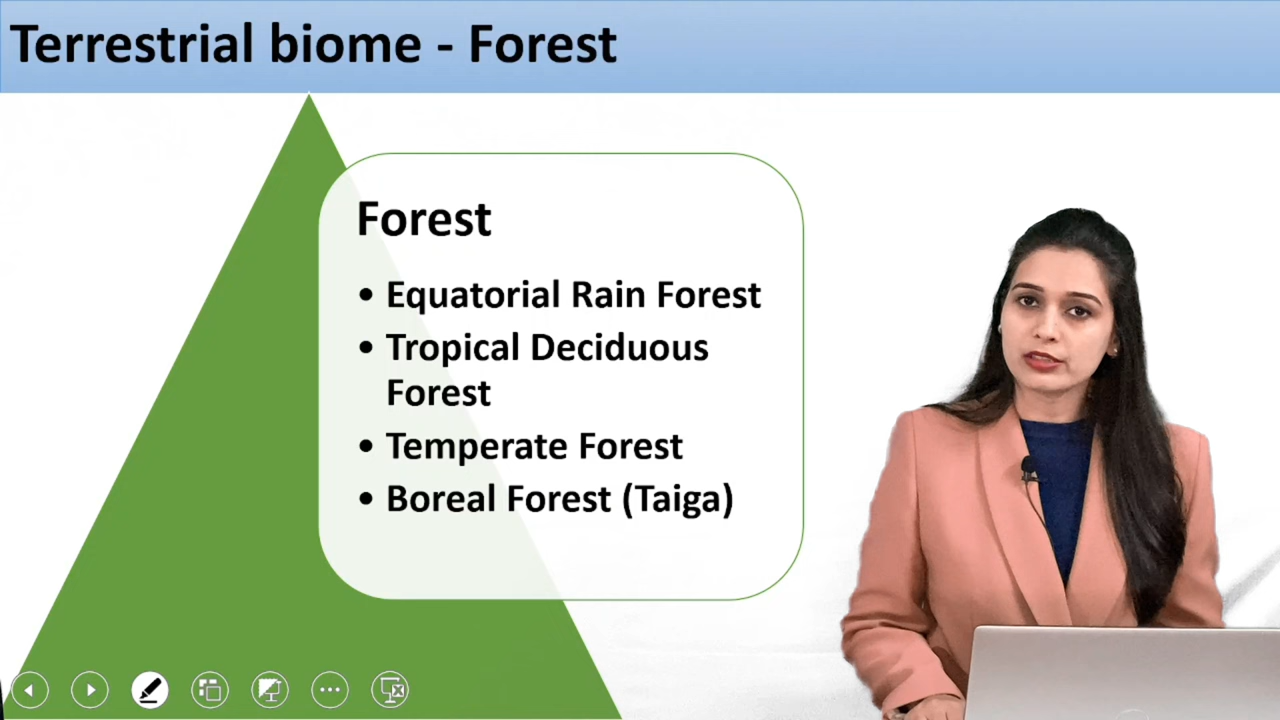 Terrestrial biome - Forest
Forest
• Equatorial Rain Forest
• Tropical Deciduous
Forest
• Temperate Forest
• Boreal Forest (Taiga)